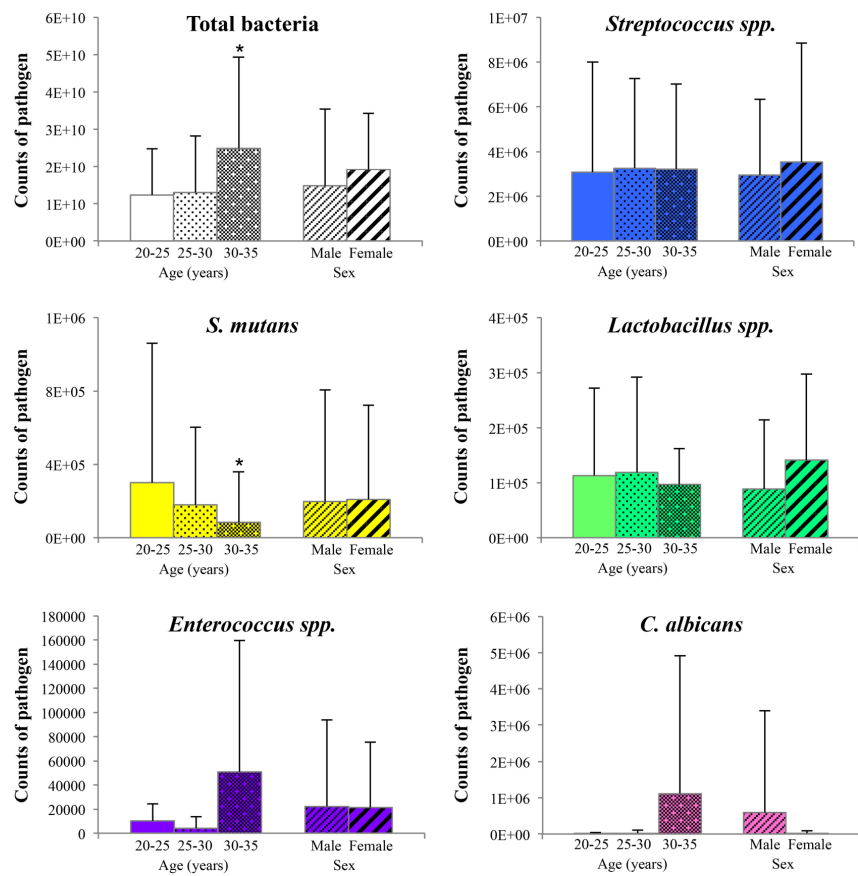 Total bacteria
Counts of pathogen
6E+10
5E+10
4E+10
3E+10
2E+10
1E+10
0E+00
*
20-25 25-30 30-35 Male Female
Age (years) Sex
Streptococcus spp.
Counts of pathogen
1E+07
8E+06
6E+06
4E+06
2E+06
0E+00
20-25 25-30 30-35 Male Female
Age (years) Sex
S. mutans
Counts of pathogen
1E+06
8E+05
4E+05
0E+00
*
20-25 25-30 30-35 Male Female
Age (years) Sex
Lactobacillus spp.
Counts of pathogen
4E+05
3E+05
2E+05
1E+05
0E+00
20-25 25-30 30-35 Male Female
Age (years) Sex
Enterococcus spp.
Counts of pathogen
180000
160000
140000
120000
100000
80000
60000
40000
20000
0
20-25 25-30 30-35 Male Female
Age (years) Sex
C. albicans
Counts of pathogen
6E+06
5E+06
4E+06
3E+06
2E+06
1E+06
0E+00
20-25 25-30 30-35 Male Female
Age (years) Sex